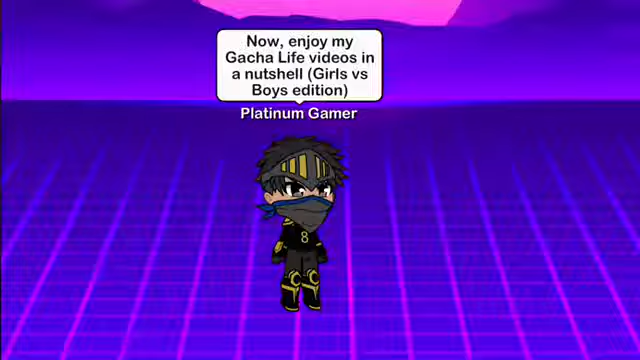 Now, enjoy my
Gacha Life videos in
a nutshell (Girls vs
Boys edition)
Platinum Gamer
8